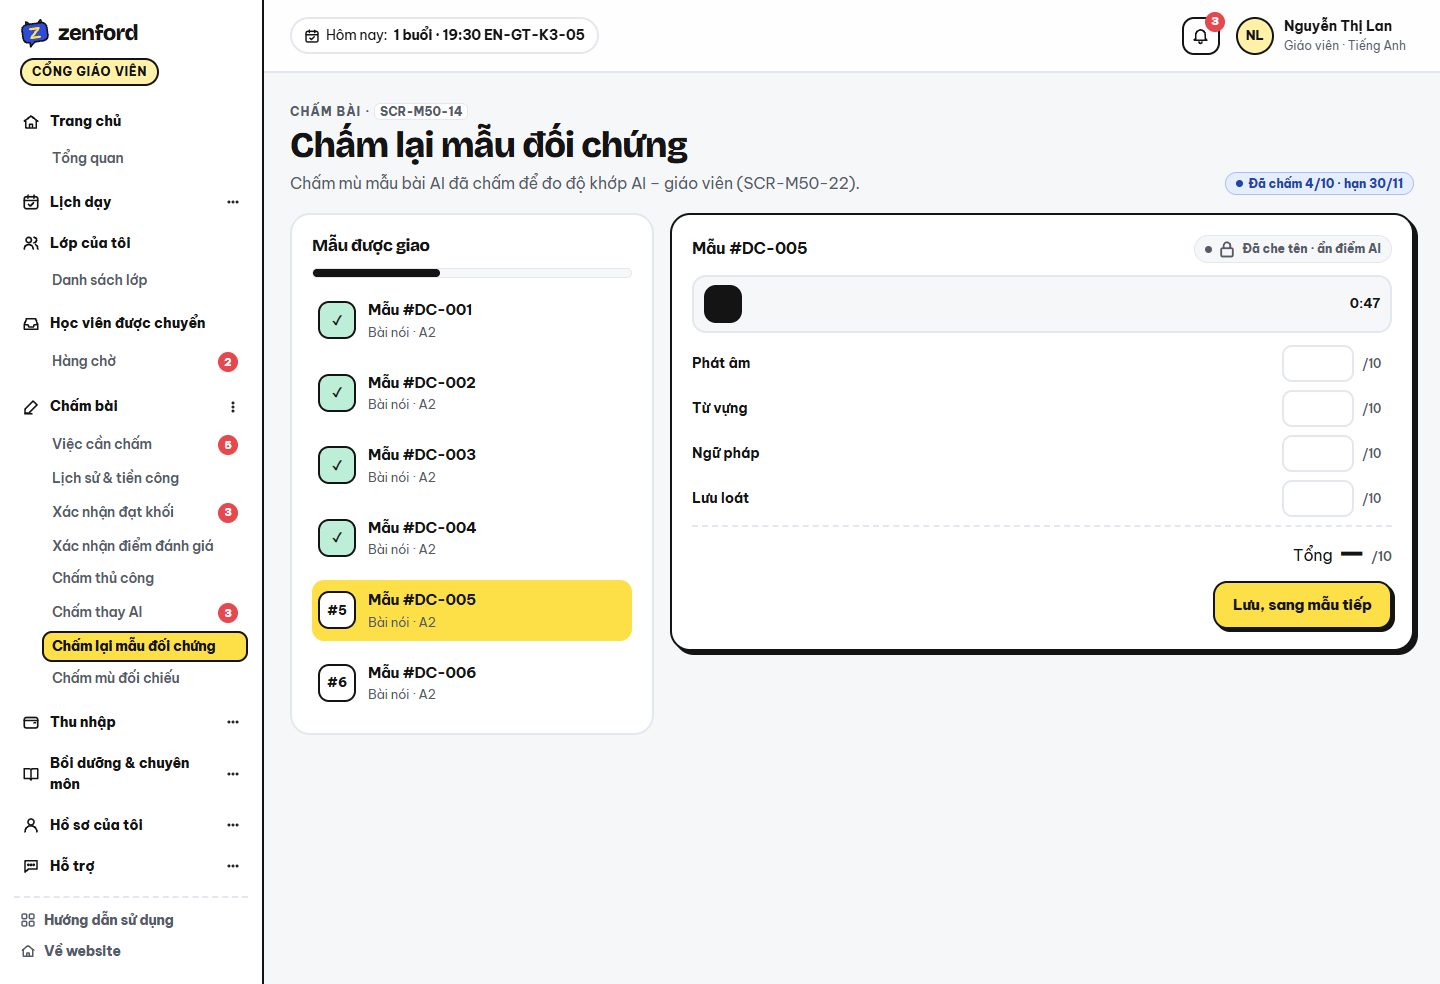 zenford
CỔNG GIÁO VIÊN
Trang chủ
Tổng quan
Lịch dạy
Lớp của tôi
Danh sách lớp
Học viên được chuyển
Hàng chờ 2
Chấm bài
Việc cần chấm 5
Lịch sử & tiền công
Xác nhận đạt khối 3
Xác nhận điểm đánh giá
Chấm thủ công
Chấm thay AI 3
Chấm lại mẫu đối chứng
Chấm mù đối chiếu
Thu nhập
Bồi dưỡng & chuyên
môn
Hồ sơ của tôi
Hỗ trợ
Hướng dẫn sử dụng
Về website
Hôm nay: 1 buổi · 19:30 EN-GT-K3-05
3
NL
Nguyễn Thị Lan
Giáo viên · Tiếng Anh
CHẤM BÀI · SCR-M50-14
Chấm lại mẫu đối chứng
Chấm mù mẫu bài AI đã chấm để đo độ khớp AI – giáo viên (SCR-M50-22).
Đã chấm 4/10 · hạn 30/11
Mẫu được giao
✓ Mẫu #DC-001
Bài nói · A2
✓ Mẫu #DC-002
Bài nói · A2
✓ Mẫu #DC-003
Bài nói · A2
✓ Mẫu #DC-004
Bài nói · A2
#5 Mẫu #DC-005
Bài nói · A2
#6 Mẫu #DC-006
Bài nói · A2
Mẫu #DC-005
Đã che tên · ẩn điểm AI
0:47
Phát âm /10
Từ vựng /10
Ngữ pháp /10
Lưu loát /10
Tổng — /10
Lưu, sang mẫu tiếp